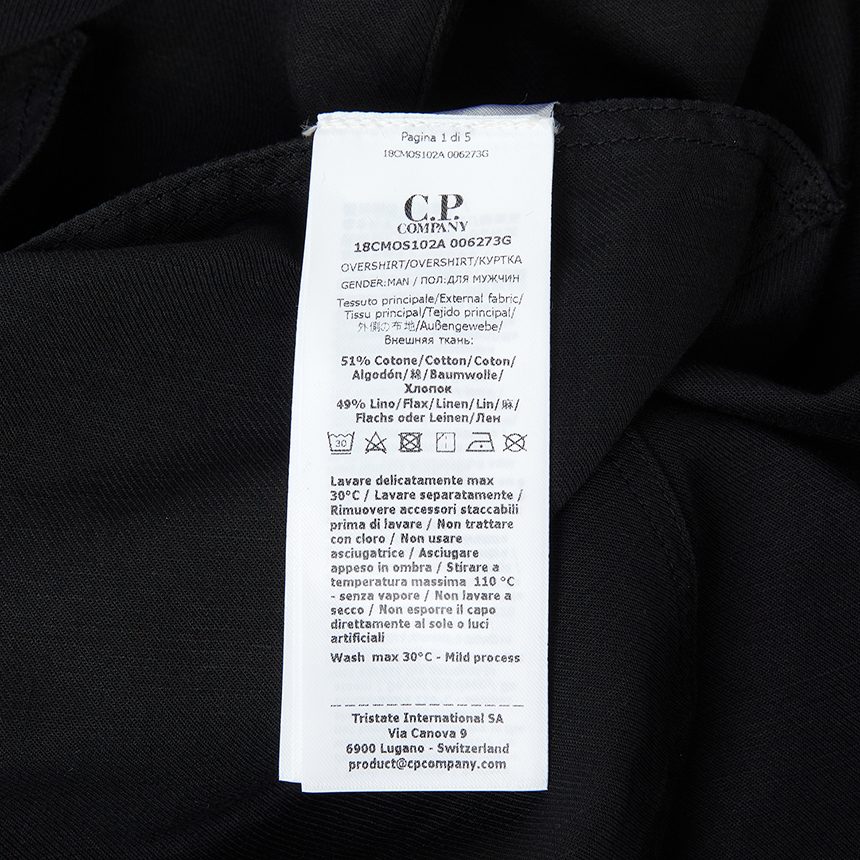 Pagina 1 di 5
18CMOS102A 006273G
C.P.
COMPANY
18CMOS102A 006273G
OVERSHIRT/OVERSHIRT/КУРТКА
GENDER:MAN / ПОЛ:ДЛЯ МУЖЧИН
Tessuto principale/External fabric/
Tissu principal/Tejido principal/
外側の布地/Außengewebe/
Внешняя ткань:
51% Cotone/Cotton/Coton/
Algodón/綿/Baumwolle/
Хлопок
49% Lino/Flax/Linen/Lin/麻/
Flachs oder Leinen/Лен
30
Lavare delicatamente max
30°C / Lavare separatamente /
Rimuovere accessori staccabili
prima di lavare / Non trattare
con cloro / Non usare
asciugatrice / Asciugare
appeso in ombra / Stirare a
temperatura massima 110 °C
- senza vapore / Non lavare a
secco / Non esporre il capo
direttamente al sole o luci
artificiali
Wash max 30°C - Mild process
Tristate International SA
Via Canova 9
6900 Lugano - Switzerland
product@cpcompany.com